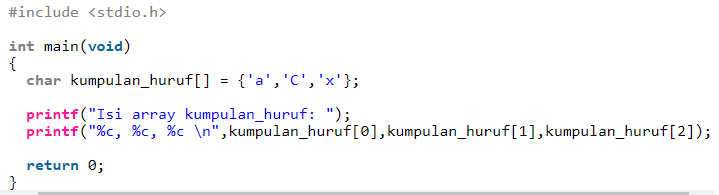 #include <stdio.h>
int main(void)
{
char kumpulan_huruf[] = {'a','C','x'};
printf("Isi array kumpulan_huruf: ");
printf("%c, %c, %c \n",kumpulan_huruf[0],kumpulan_huruf[1],kumpulan_huruf[2]);
return 0;
}